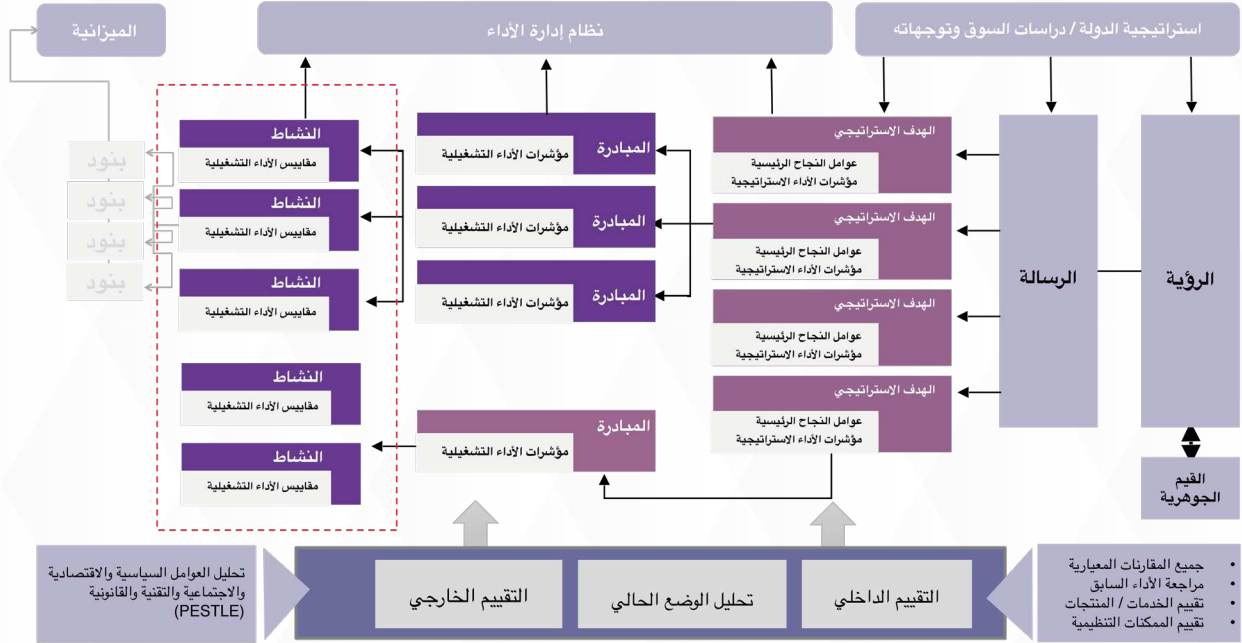 استراتيجية الدولة / دراسات السوق وتوجهاته
نظام إدارة الأداء
الميزانية
الرؤية
القيم
الجوهرية
الرسالة
الهدف الاستراتيجي
عوامل النجاح الرئيسية
مؤشرات الأداء الاستراتيجية
الهدف الاستراتيجي
عوامل النجاح الرئيسية
مؤشرات الأداء الاستراتيجية
الهدف الاستراتيجي
عوامل النجاح الرئيسية
مؤشرات الأداء الاستراتيجية
الهدف الاستراتيجي
عوامل النجاح الرئيسية
مؤشرات الأداء الاستراتيجية
المبادرة
مؤشرات الأداء التشغيلية
المبادرة
مؤشرات الأداء التشغيلية
المبادرة
مؤشرات الأداء التشغيلية
المبادرة
مؤشرات الأداء التشغيلية
النشاط
مقاييس الأداء التشغيلية
النشاط
مقاييس الأداء التشغيلية
النشاط
مقاييس الأداء التشغيلية
النشاط
مقاييس الأداء التشغيلية
النشاط
مقاييس الأداء التشغيلية
بنود
بنود
بنود
بنود
• جميع المقارنات المعيارية
• مراجعة الأداء السابق
• تقييم الخدمات / المنتجات
• تقييم الممكنات التنظيمية
التقييم الداخلي
تحليل الوضع الحالي
التقييم الخارجي
تحليل العوامل السياسية والاقتصادية
والاجتماعية والتقنية والقانونية
(PESTLE)